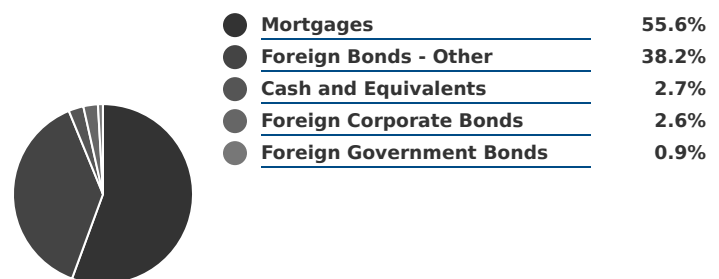 Mortgages 55.6%
Foreign Bonds - Other 38.2%
Cash and Equivalents 2.7%
Foreign Corporate Bonds 2.6%
Foreign Government Bonds 0.9%